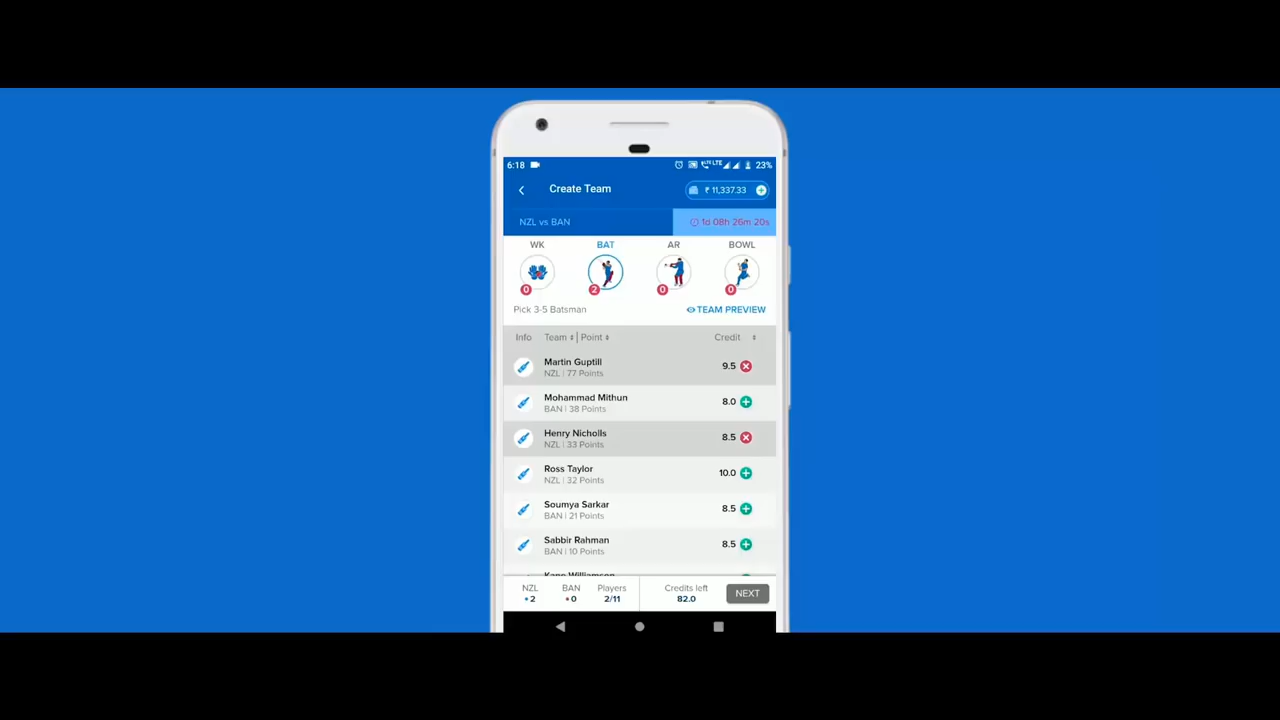 6:18 LTE 23%
Create Team ₹ 11,337.33
NZL vs BAN 1d 08h 26m 20s
WK BAT AR BOWL
0 2 0 0
Pick 3-5 Batsman TEAM PREVIEW
Info Team | Point Credit
Martin Guptill
NZL | 77 Points 9.5
Mohammad Mithun
BAN | 38 Points 8.0
Henry Nicholls
NZL | 33 Points 8.5
Ross Taylor
NZL | 32 Points 10.0
Soumya Sarkar
BAN | 21 Points 8.5
Sabbir Rahman
BAN | 10 Points 8.5
Kane Williamson
NZL BAN Players Credits left NEXT
2 0 2/11 82.0